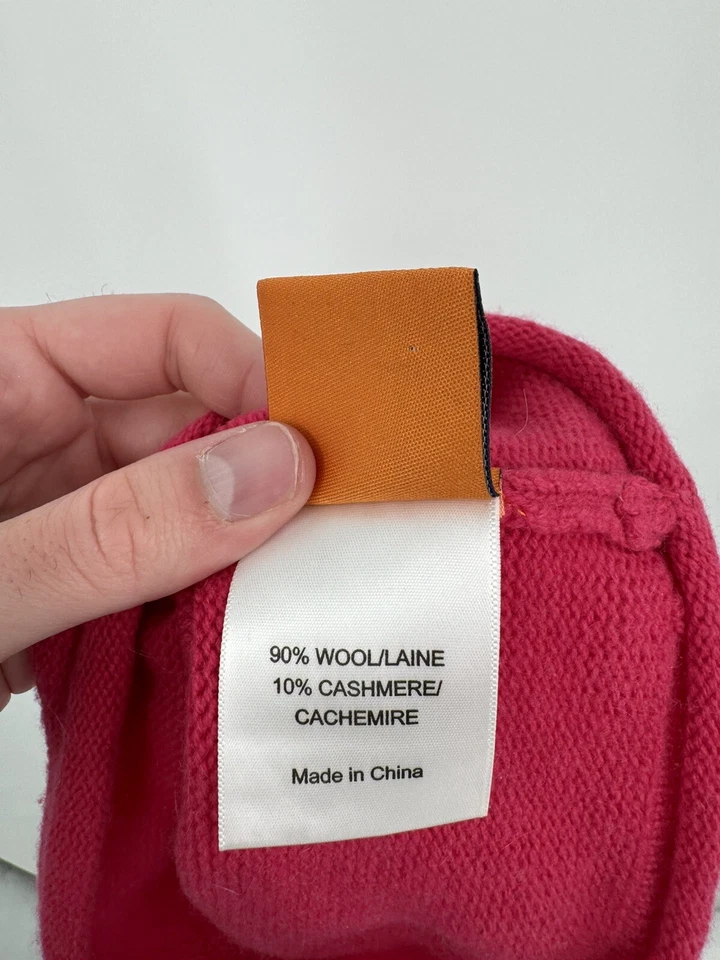 90% WOOL/LAINE
10% CASHMERE/
CACHEMIRE
Made in China